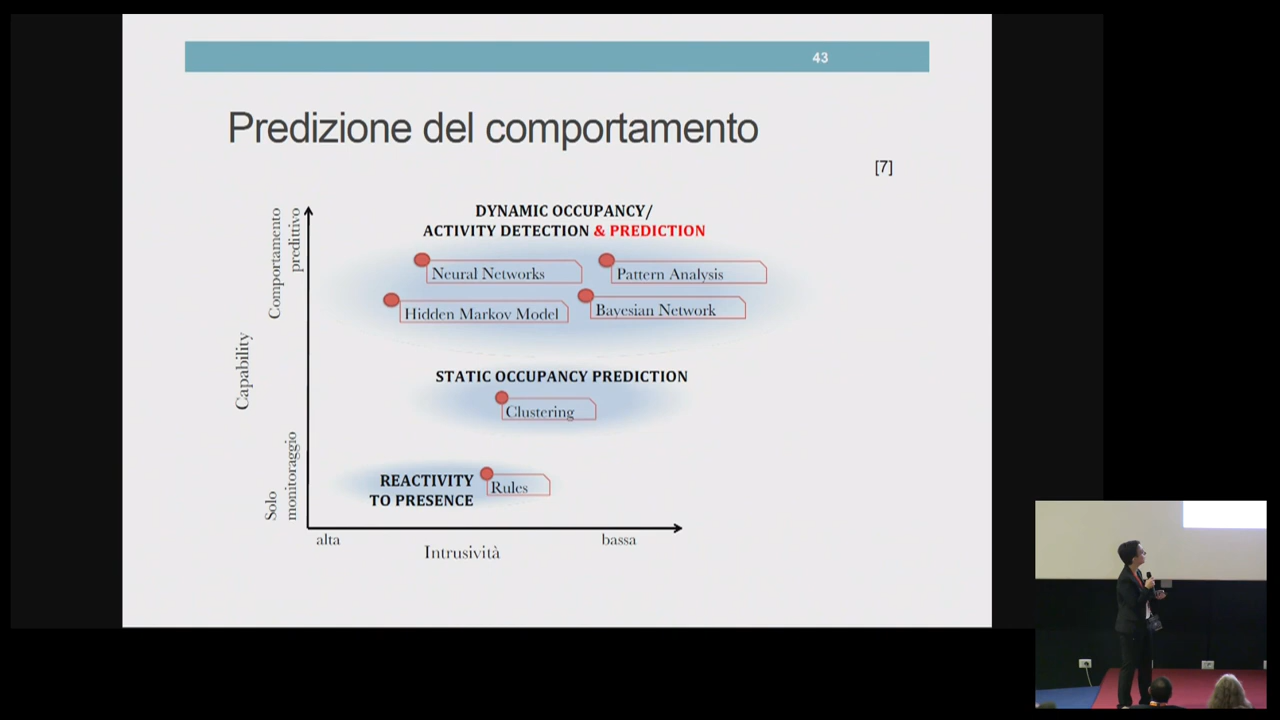 43
Predizione del comportamento
[7]
DYNAMIC OCCUPANCY/
ACTIVITY DETECTION & PREDICTION
Neural Networks
Pattern Analysis
Hidden Markov Model
Bayesian Network
STATIC OCCUPANCY PREDICTION
Clustering
REACTIVITY
TO PRESENCE
Rules
Comportamento
predittivo
Capability
Solo
monitoraggio
alta
bassa
Intrusività